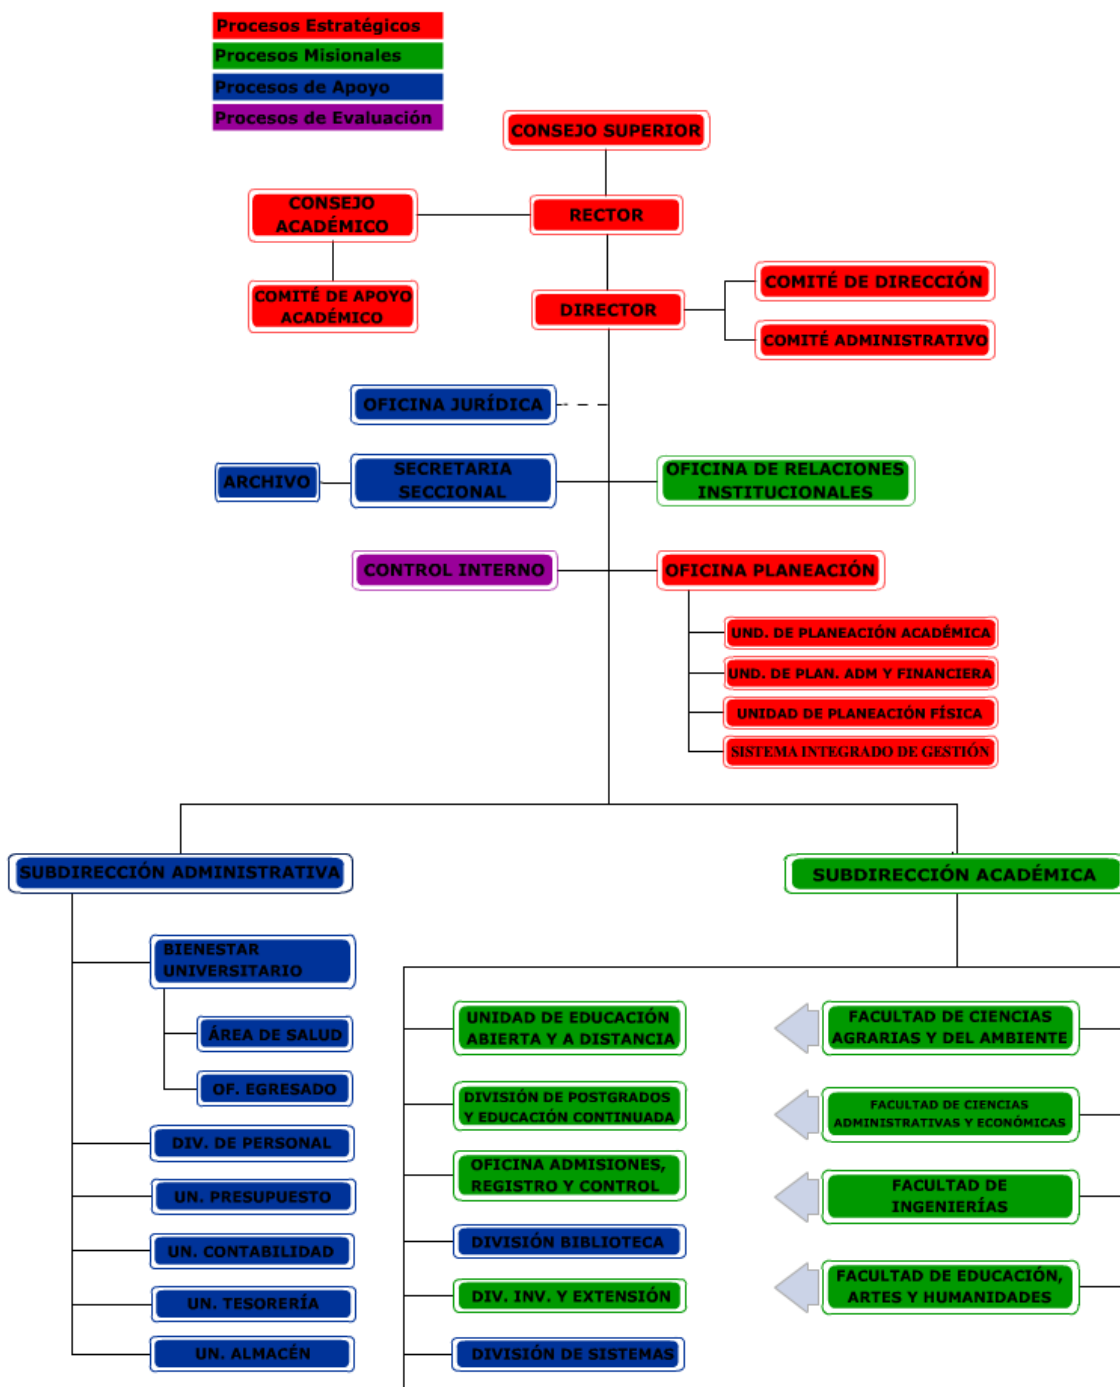 Procesos Estratégicos
Procesos Misionales
Procesos de Apoyo
Procesos de Evaluación
CONSEJO SUPERIOR
CONSEJO
ACADÉMICO
RECTOR
COMITÉ DE APOYO
ACADÉMICO
DIRECTOR
COMITÉ DE DIRECCIÓN
COMITÉ ADMINISTRATIVO
OFICINA JURÍDICA
ARCHIVO
SECRETARIA
SECCIONAL
OFICINA DE RELACIONES
INSTITUCIONALES
CONTROL INTERNO
OFICINA PLANEACIÓN
UND. DE PLANEACIÓN ACADÉMICA
UND. DE PLAN. ADM Y FINANCIERA
UNIDAD DE PLANEACIÓN FÍSICA
SISTEMA INTEGRADO DE GESTIÓN
SUBDIRECCIÓN ADMINISTRATIVA
BIENESTAR
UNIVERSITARIO
ÁREA DE SALUD
OF. EGRESADO
DIV. DE PERSONAL
UN. PRESUPUESTO
UN. CONTABILIDAD
UN. TESORERÍA
UN. ALMACÉN
SUBDIRECCIÓN ACADÉMICA
UNIDAD DE EDUCACIÓN
ABIERTA Y A DISTANCIA
DIVISIÓN DE POSTGRADOS
Y EDUCACIÓN CONTINUADA
OFICINA ADMISIONES,
REGISTRO Y CONTROL
DIVISIÓN BIBLIOTECA
DIV. INV. Y EXTENSIÓN
DIVISIÓN DE SISTEMAS
FACULTAD DE CIENCIAS
AGRARIAS Y DEL AMBIENTE
FACULTAD DE CIENCIAS
ADMINISTRATIVAS Y ECONÓMICAS
FACULTAD DE
INGENIERÍAS
FACULTAD DE EDUCACIÓN,
ARTES Y HUMANIDADES